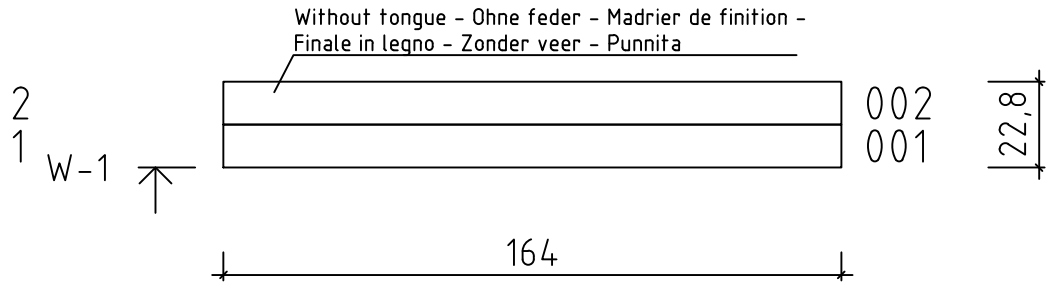 Without tongue - Ohne feder - Madrier de finition -
Finale in legno - Zonder veer - Punnita
2
002
22,8
1
001
W-1
164